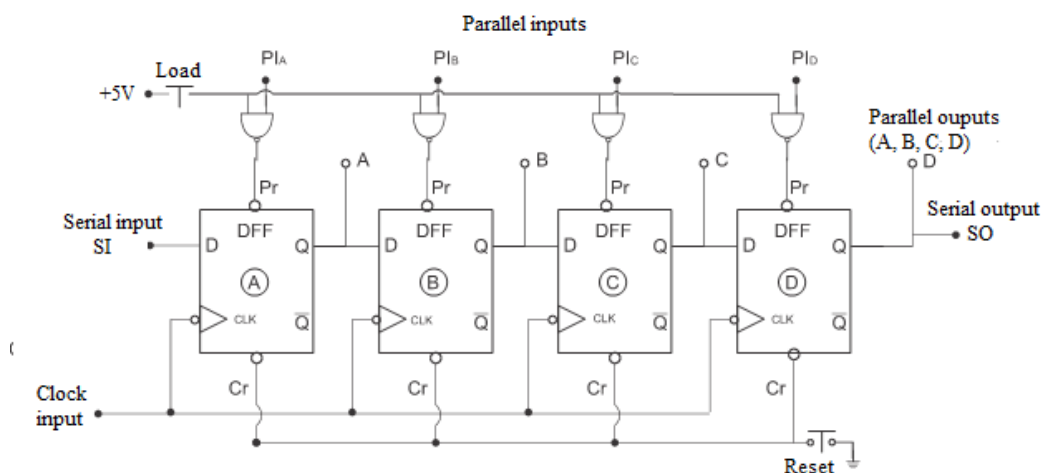 Parallel inputs
PIA PIB PIC PID
Load
+5V
Parallel ouputs
(A, B, C, D)
A B C D
Pr Pr Pr Pr
Serial input
SI
Serial output
SO
DFF DFF DFF DFF
D Q D Q D Q D Q
A B C D
CLK Q̅ CLK Q̅ CLK Q̅ CLK Q̅
Cr Cr Cr Cr
Clock
input
Reset